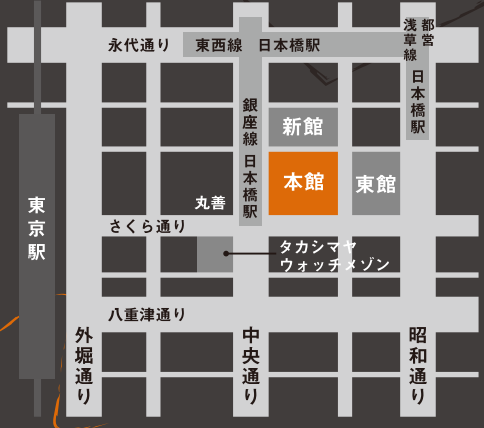 永代通り
東西線 日本橋駅
都営
浅草線
日本橋駅
銀座線 日本橋駅
新館
本館
東館
東京駅
丸善
さくら通り
タカシマヤ
ウォッチメゾン
八重津通り
外堀通り
中央通り
昭和通り